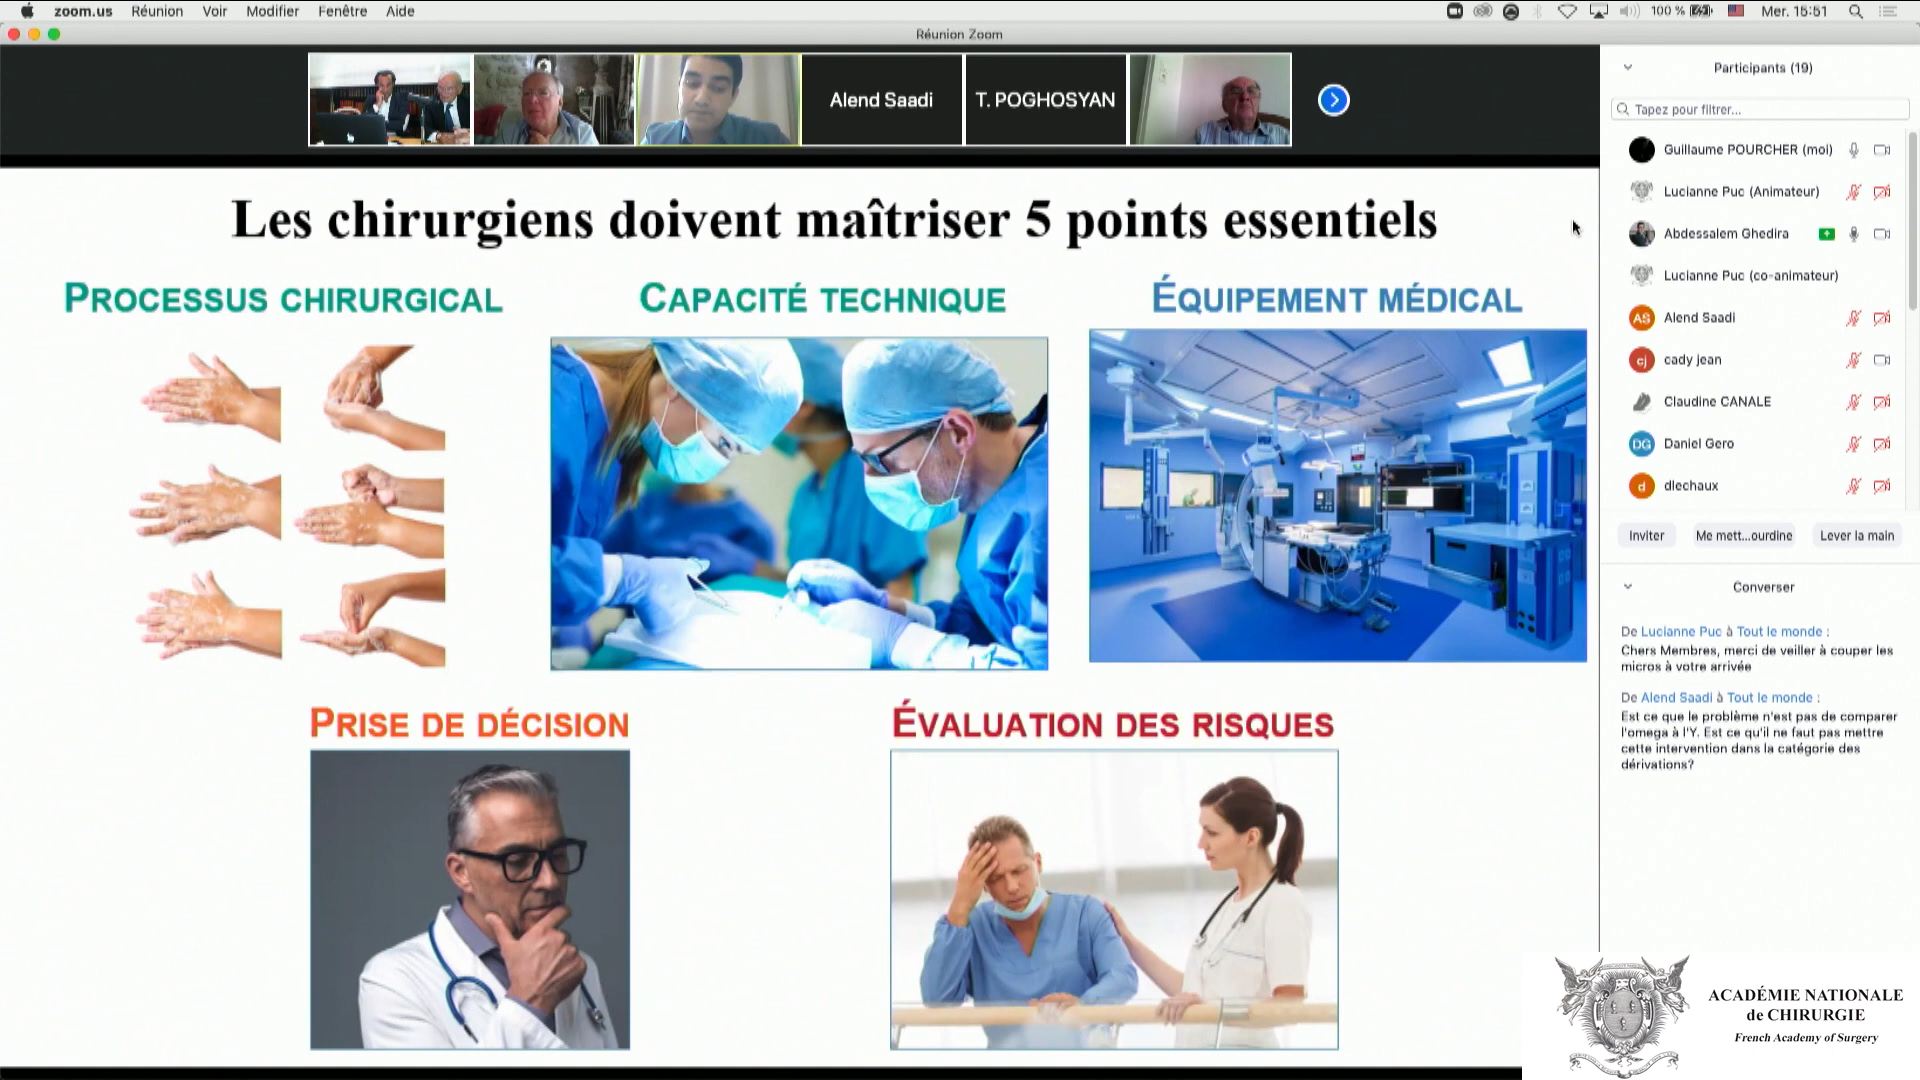 zoom.us Réunion Voir Modifier Fenêtre Aide
100 % Mer. 15:51
Réunion Zoom
Alend Saadi
T. POGHOSYAN
Les chirurgiens doivent maîtriser 5 points essentiels
PROCESSUS CHIRURGICAL
CAPACITÉ TECHNIQUE
ÉQUIPEMENT MÉDICAL
PRISE DE DÉCISION
ÉVALUATION DES RISQUES
Participants (19)
Tapez pour filtrer...
Guillaume POURCHER (moi)
Lucianne Puc (Animateur)
Abdessalem Ghedira
Lucianne Puc (co-animateur)
AS Alend Saadi
cj cady jean
Claudine CANALE
DG Daniel Gero
d dlechaux
Inviter Me mett...ourdine Lever la main
Converser
De Lucianne Puc à Tout le monde :
Chers Membres, merci de veiller à couper les
micros à votre arrivée
De Alend Saadi à Tout le monde :
Est ce que le problème n'est pas de comparer
l'omega à l'Y. Est ce qu'il ne faut pas mettre
cette intervention dans la catégorie des
dérivations?
ACADÉMIE NATIONALE
de CHIRURGIE
French Academy of Surgery